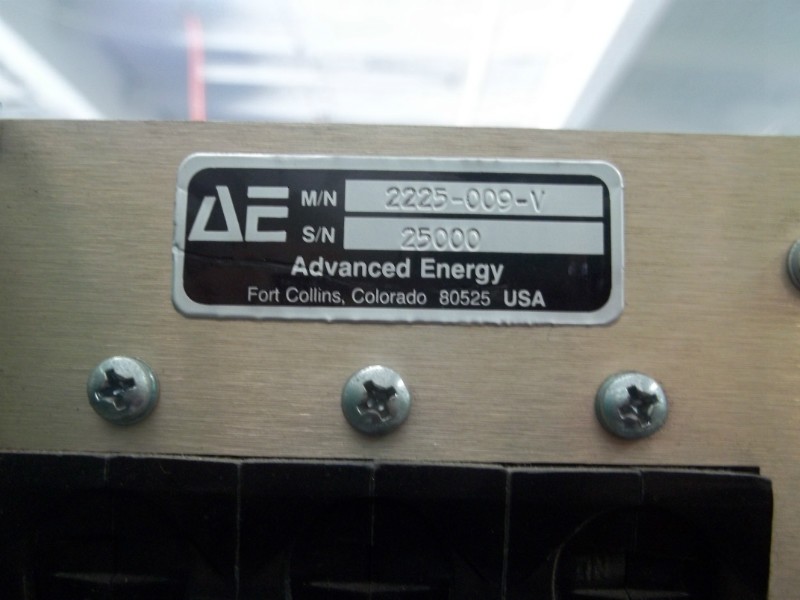 AE M/N 2225-009-V
S/N 25000
Advanced Energy
Fort Collins, Colorado 80525 USA